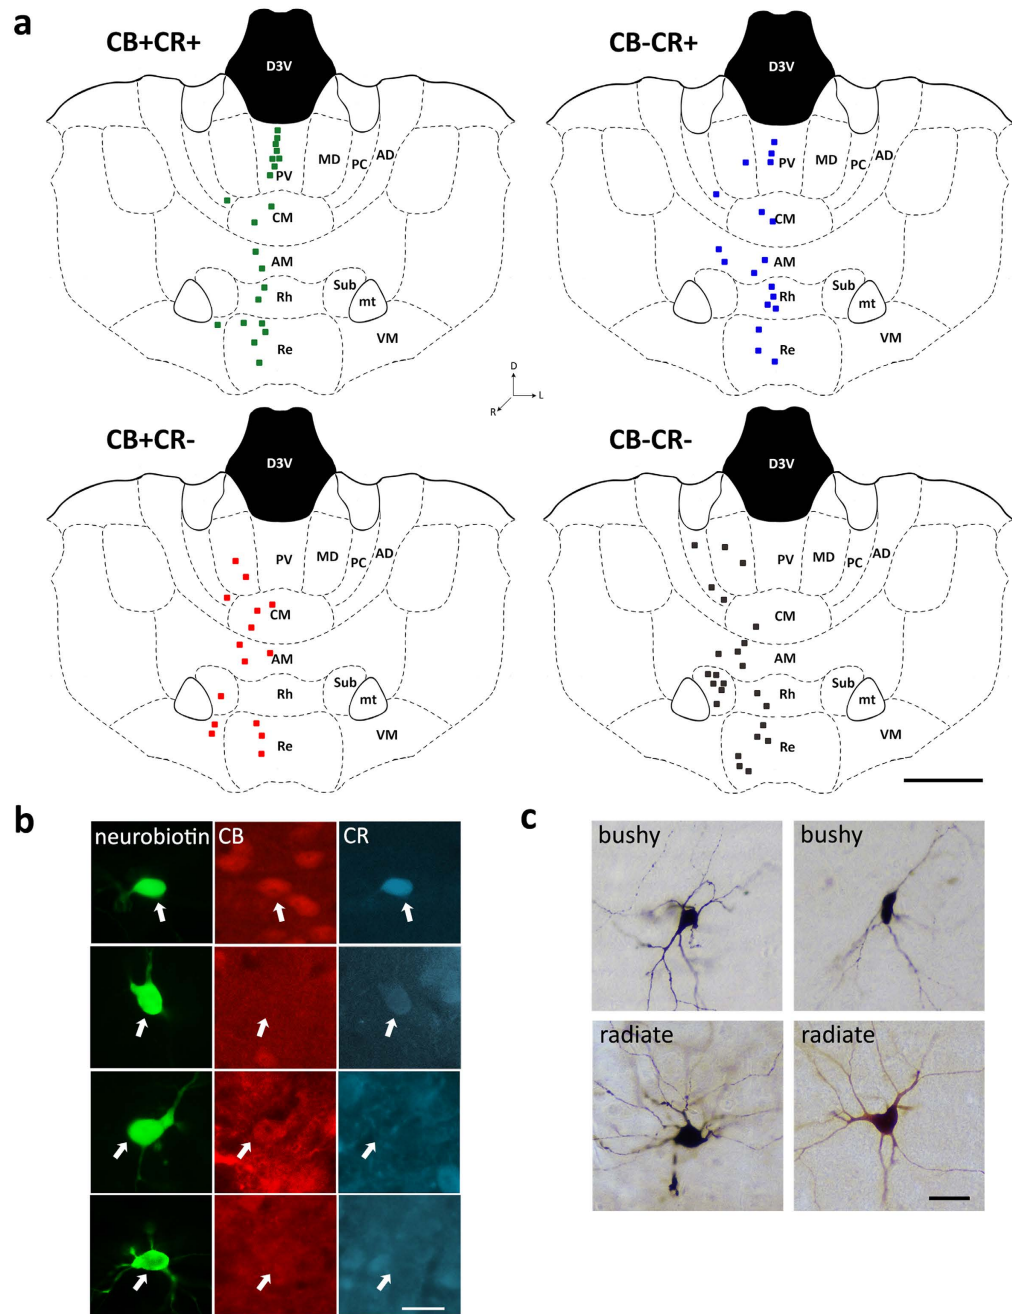 a
CB+CR+
D3V
MD
PC
AD
PV
CM
AM
Sub
Rh
mt
VM
Re
CB-CR+
D3V
PV
MD
PC
AD
CM
AM
Sub
Rh
mt
VM
Re
D
L
R
CB+CR-
D3V
PV
MD
PC
AD
CM
AM
Sub
Rh
mt
VM
Re
CB-CR-
D3V
PV
MD
PC
AD
CM
AM
Sub
Rh
mt
VM
Re
b
neurobiotin
CB
CR
c
bushy
bushy
radiate
radiate